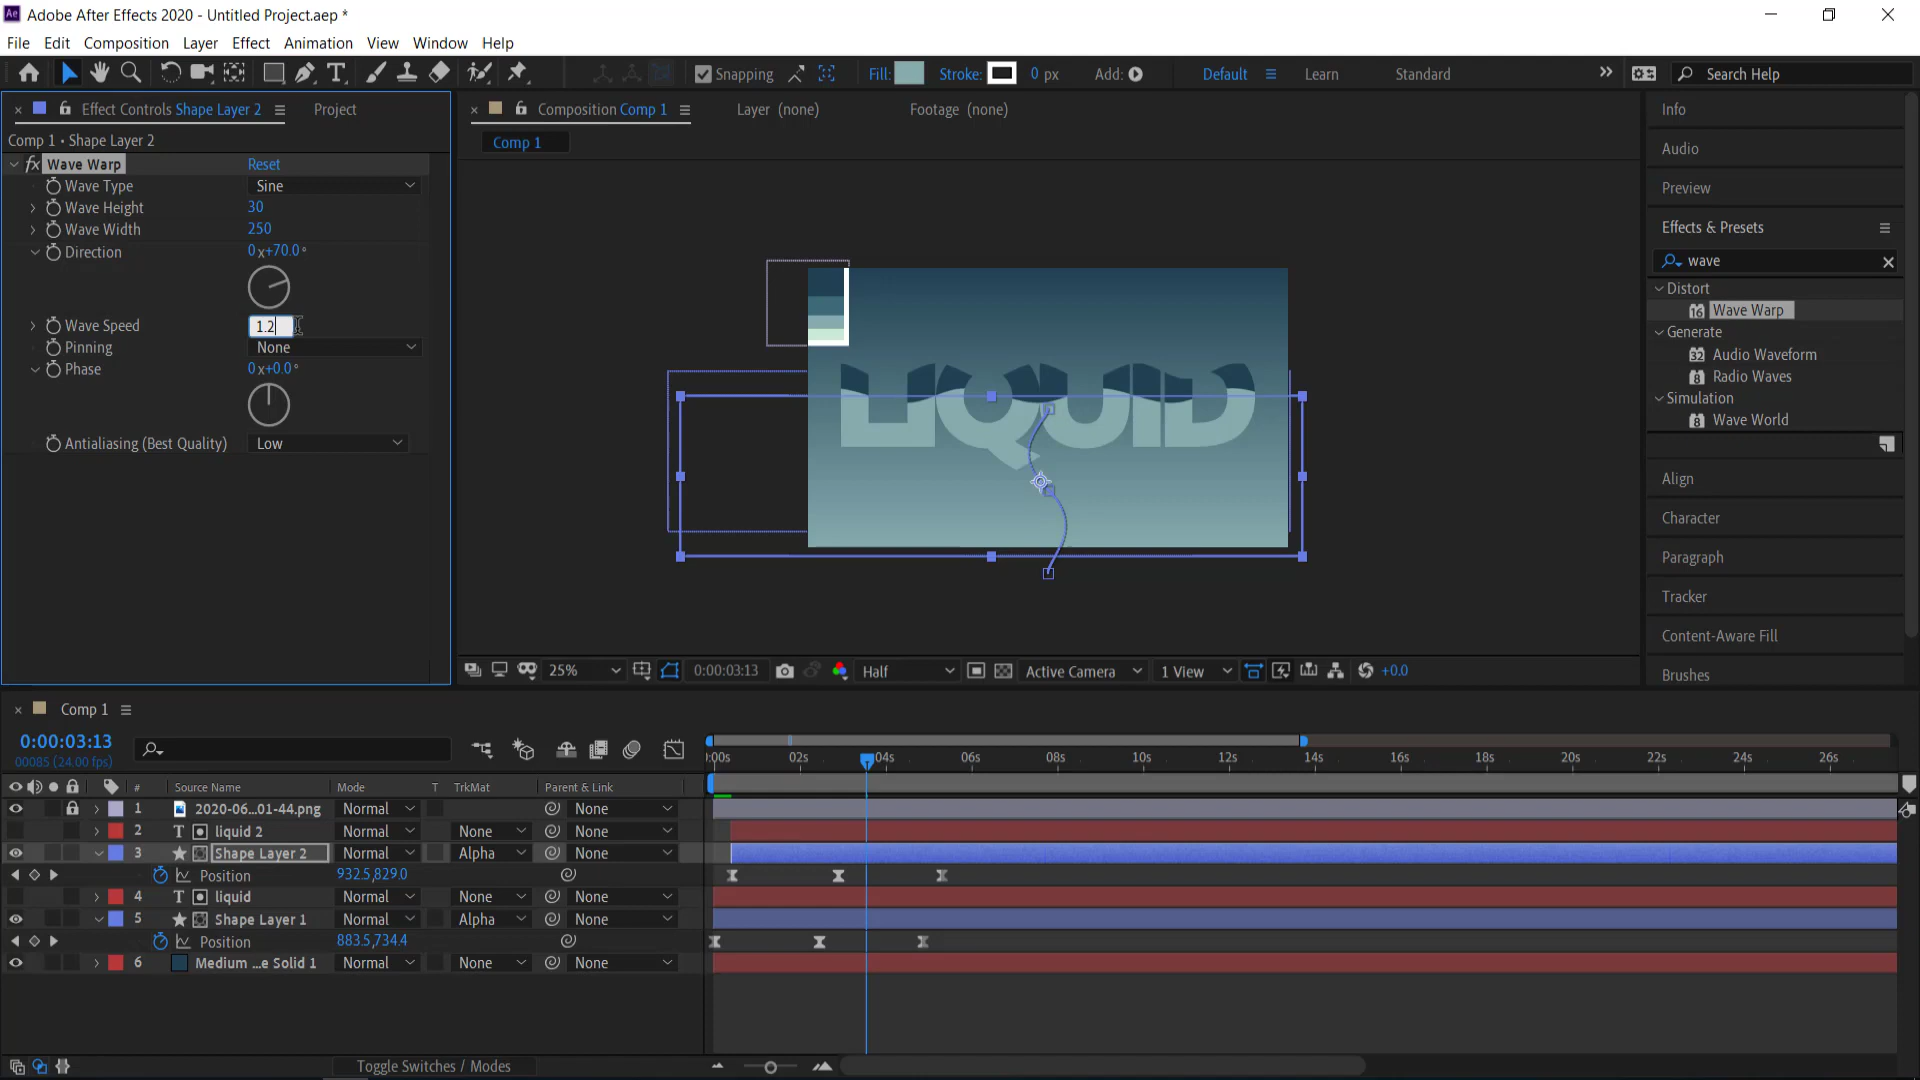 Ae Adobe After Effects 2020 - Untitled Project.aep *
File Edit Composition Layer Effect Animation View Window Help
Snapping Fill: Stroke: 0 px Add: Default Learn Standard Search Help
Effect Controls Shape Layer 2 Project
Comp 1 • Shape Layer 2
fx Wave Warp Reset
Wave Type Sine
Wave Height 30
Wave Width 250
Direction 0 x+70.0 °
Wave Speed 1.2
Pinning None
Phase 0 x+0.0 °
Antialiasing (Best Quality) Low
Composition Comp 1 Layer (none) Footage (none)
Comp 1
LIQUID
25% 0:00:03:13 Half Active Camera 1 View +0.0
Info
Audio
Preview
Effects & Presets
wave
Distort
16 Wave Warp
Generate
32 Audio Waveform
8 Radio Waves
Simulation
8 Wave World
Align
Character
Paragraph
Tracker
Content-Aware Fill
Brushes
Comp 1
0:00:03:13
00085 (24.00 fps)
# Source Name Mode T TrkMat Parent & Link
1 2020-06...01-44.png Normal None
2 T liquid 2 Normal None None
3 Shape Layer 2 Normal Alpha None
Position 932.5,829.0
4 T liquid Normal None None
5 Shape Layer 1 Normal Alpha None
Position 883.5,734.4
6 Medium ...e Solid 1 Normal None None
):00s 02s 04s 06s 08s 10s 12s 14s 16s 18s 20s 22s 24s 26s
Toggle Switches / Modes